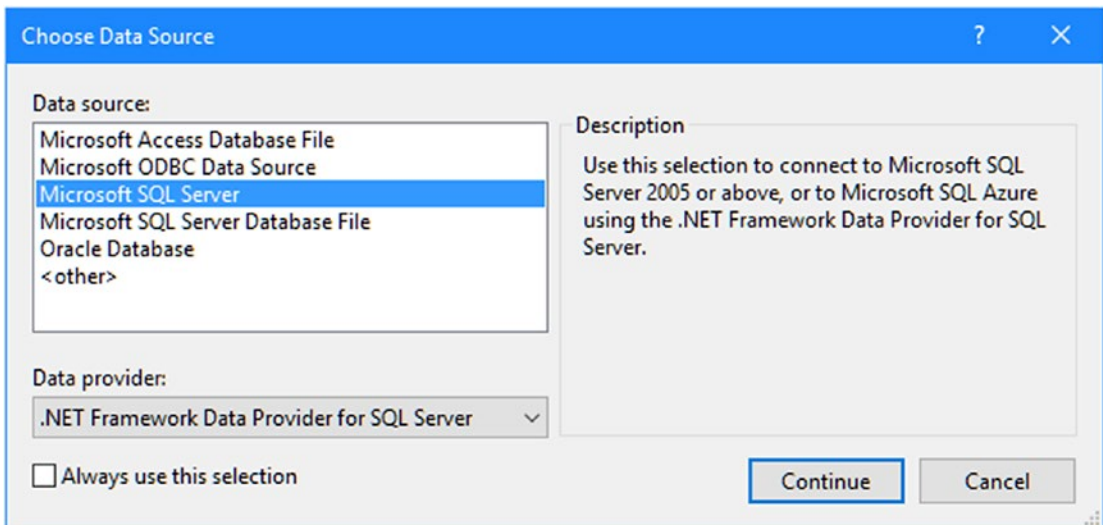 Choose Data Source
?
Data source:
Microsoft Access Database File
Microsoft ODBC Data Source
Microsoft SQL Server
Microsoft SQL Server Database File
Oracle Database
<other>
Data provider:
.NET Framework Data Provider for SQL Server
Always use this selection
Description
Use this selection to connect to Microsoft SQL
Server 2005 or above, or to Microsoft SQL Azure
using the .NET Framework Data Provider for SQL
Server.
Continue
Cancel